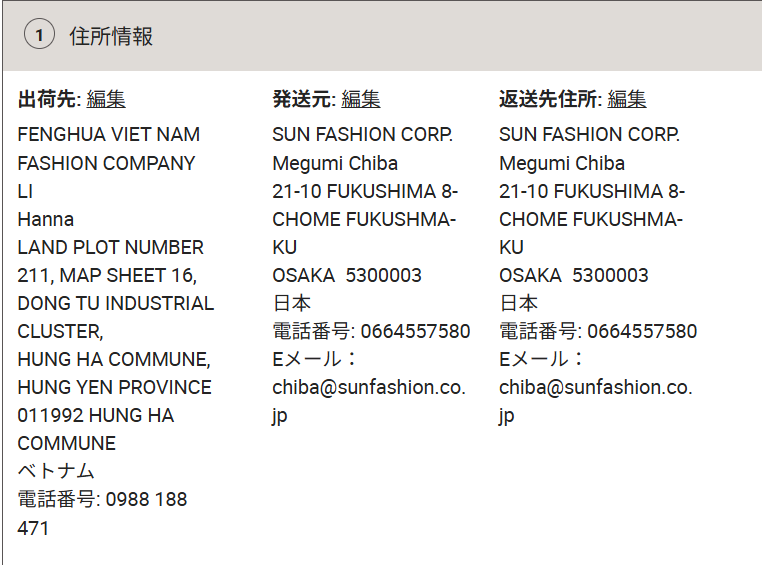 1 住所情報
出荷先: 編集
FENGHUA VIET NAM
FASHION COMPANY
LI
Hanna
LAND PLOT NUMBER
211, MAP SHEET 16,
DONG TU INDUSTRIAL
CLUSTER,
HUNG HA COMMUNE,
HUNG YEN PROVINCE
011992 HUNG HA
COMMUNE
ベトナム
電話番号: 0988 188
471
発送元: 編集
SUN FASHION CORP.
Megumi Chiba
21-10 FUKUSHIMA 8-
CHOME FUKUSHMA-
KU
OSAKA  5300003
日本
電話番号: 0664557580
Eメール：
chiba@sunfashion.co.
jp
返送先住所: 編集
SUN FASHION CORP.
Megumi Chiba
21-10 FUKUSHIMA 8-
CHOME FUKUSHMA-
KU
OSAKA  5300003
日本
電話番号: 0664557580
Eメール：
chiba@sunfashion.co.
jp